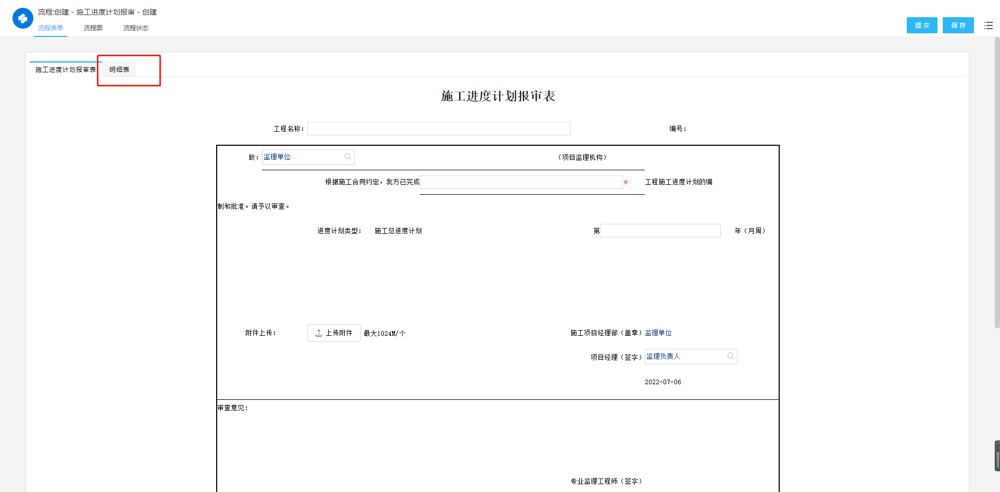 流程:创建 - 施工进度计划报审 - 创建
流程表单 流程图 流程状态
提交 保存
施工进度计划报审表 明细表
施工进度计划报审表
工程名称： 编号：
致： 监理单位 （项目监理机构）
根据施工合同约定，我方已完成 * 工程施工进度计划的编
制和批准。请予以审查。
进度计划类型： 施工总进度计划 第 年（月周）
附件上传： 上传附件 最大1024M/个 施工项目经理部（盖章）监理单位
项目经理（签字）监理负责人
2022-07-06
审查意见：
专业监理工程师（签字）